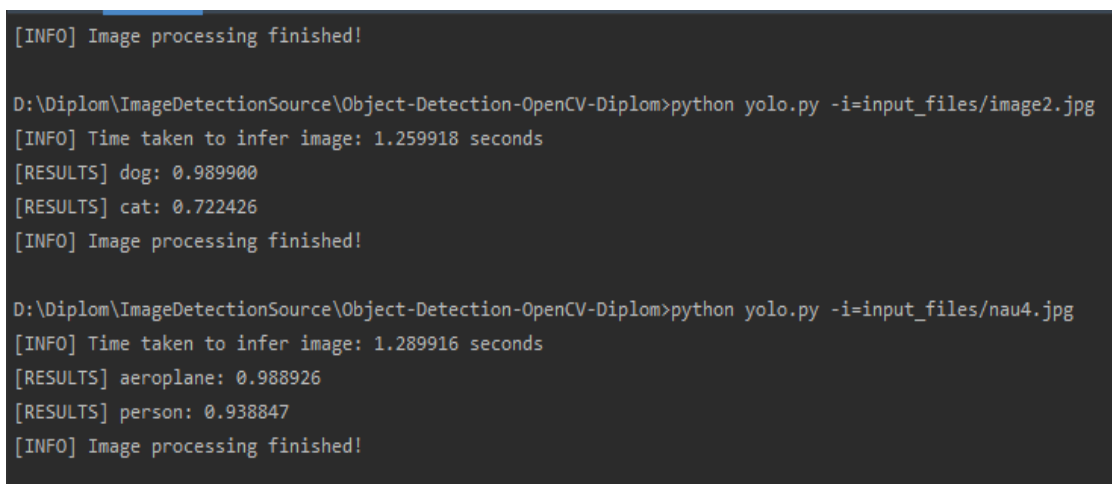 [INFO] Image processing finished!
D:\Diplom\ImageDetectionSource\Object-Detection-OpenCV-Diplom>python yolo.py -i=input_files/image2.jpg
[INFO] Time taken to infer image: 1.259918 seconds
[RESULTS] dog: 0.989900
[RESULTS] cat: 0.722426
[INFO] Image processing finished!
D:\Diplom\ImageDetectionSource\Object-Detection-OpenCV-Diplom>python yolo.py -i=input_files/nau4.jpg
[INFO] Time taken to infer image: 1.289916 seconds
[RESULTS] aeroplane: 0.988926
[RESULTS] person: 0.938847
[INFO] Image processing finished!